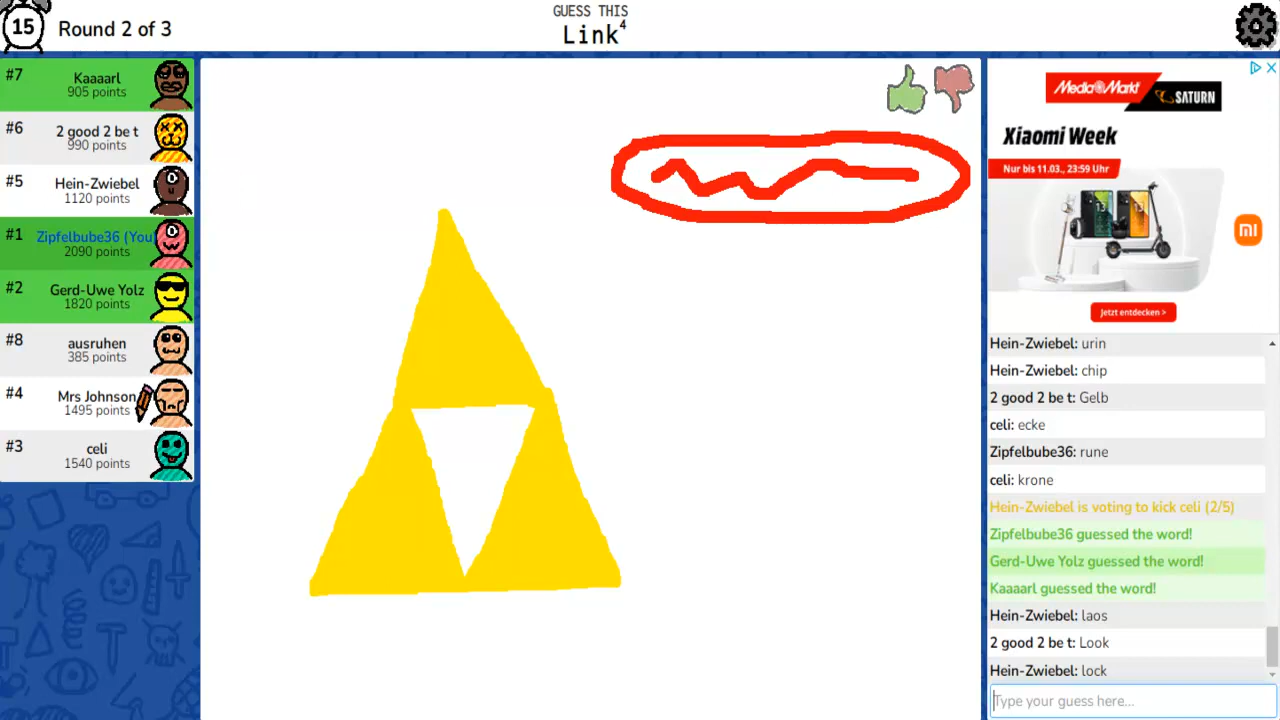 15
Round 2 of 3
GUESS THIS
Link4
#7
Kaaaarl
905 points
#6
2 good 2 be t
990 points
#5
Hein-Zwiebel
1120 points
#1
Zipfelbube36 (You)
2090 points
#2
Gerd-Uwe Yolz
1820 points
#8
ausruhen
385 points
#4
Mrs Johnson
1495 points
#3
celi
1540 points
Media Markt
SATURN
Xiaomi Week
Nur bis 11.03., 23:59 Uhr
13
13
mi
Jetzt entdecken >
Hein-Zwiebel: urin
Hein-Zwiebel: chip
2 good 2 be t: Gelb
celi: ecke
Zipfelbube36: rune
celi: krone
Hein-Zwiebel is voting to kick celi (2/5)
Zipfelbube36 guessed the word!
Gerd-Uwe Yolz guessed the word!
Kaaaarl guessed the word!
Hein-Zwiebel: laos
2 good 2 be t: Look
Hein-Zwiebel: lock
Type your guess here...